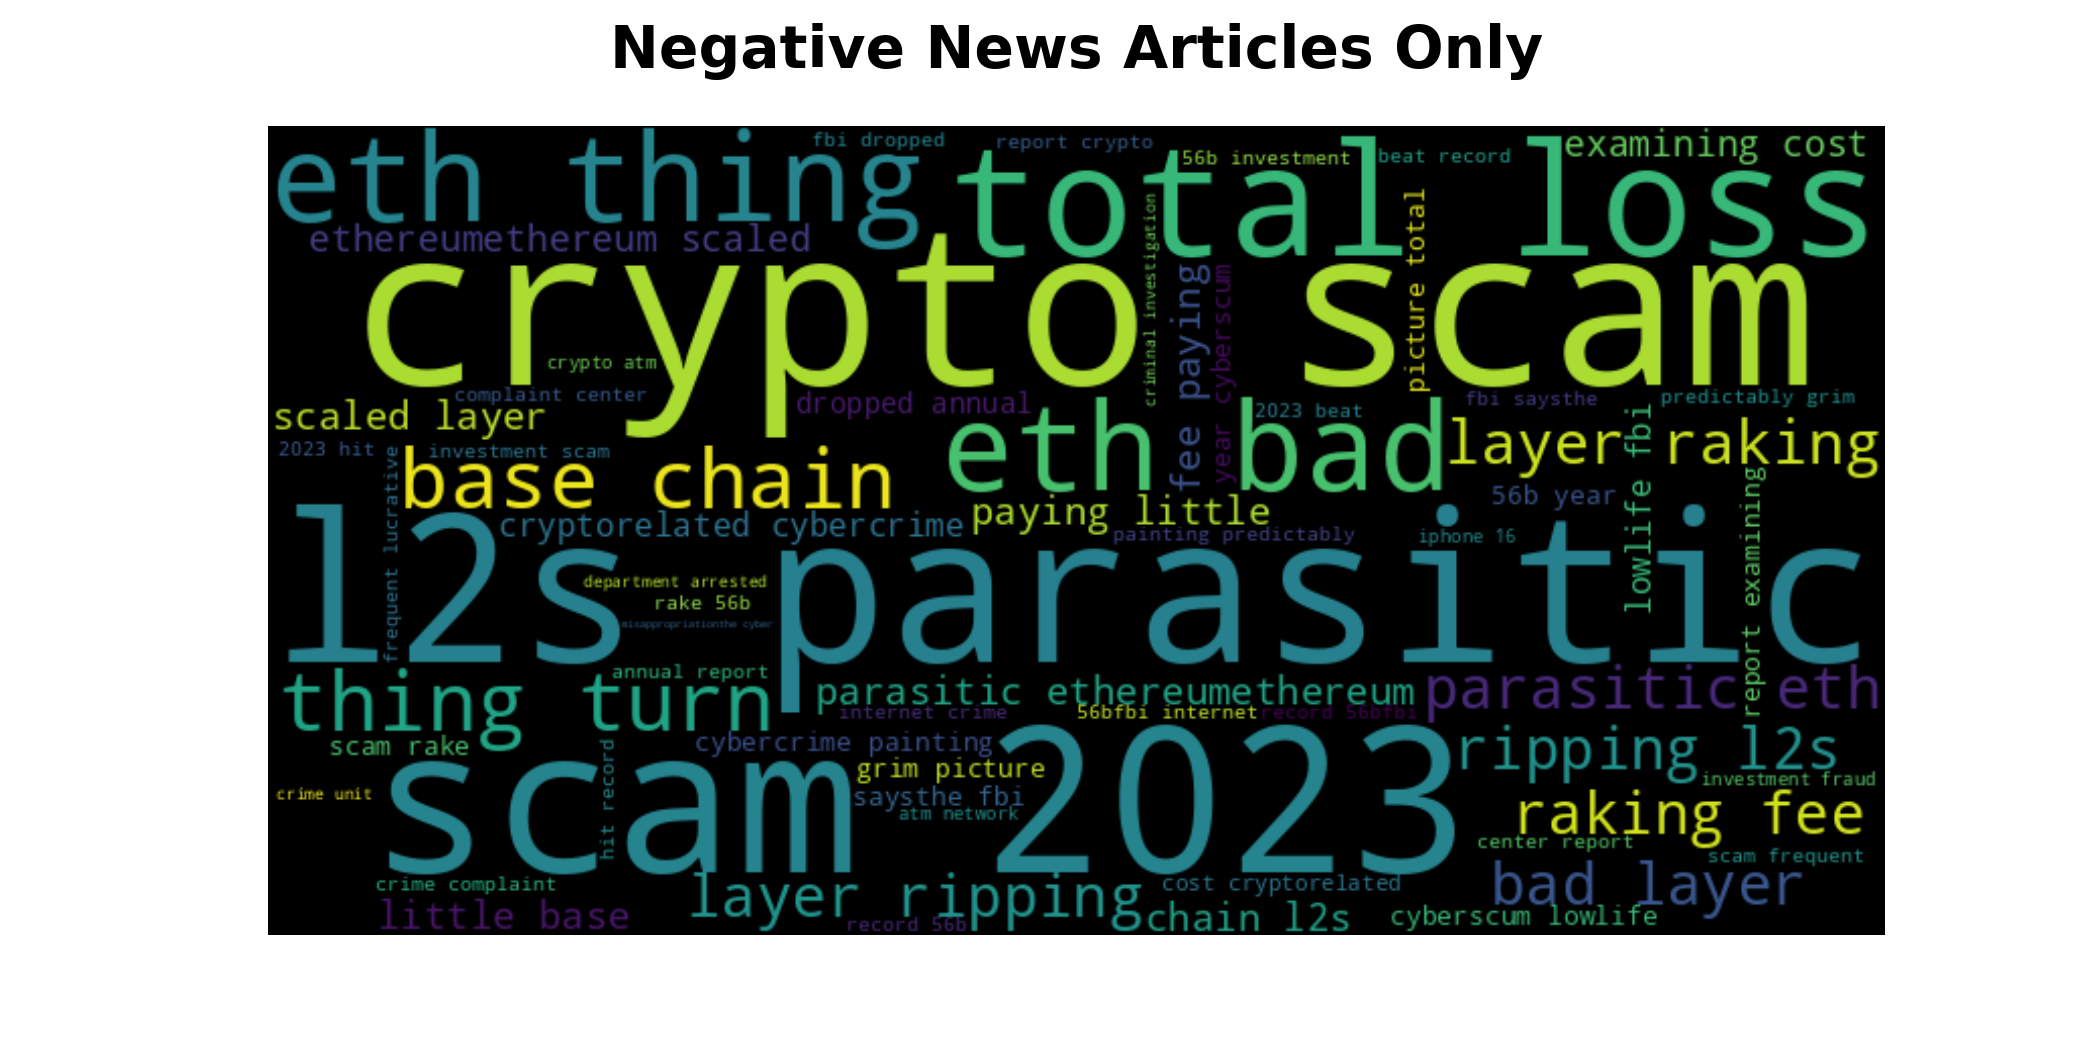 Negative News Articles Only
eth thing
fbi dropped
report crypto
56b investment
beat record
examining cost
total loss
ethereumethereum scaled
crypto scam
criminal investigation
fee paying
year cyberscum
picture total
crypto atm
complaint center
dropped annual
scaled layer
eth bad
2023 beat
fbi saysthe
predictably grim
layer raking
lowlife fbi
2023 hit
investment scam
base chain
frequent lucrative
paying little
56b year
cryptorelated cybercrime
painting predictably
iphone 16
report examining
l2s parasitic
department arrested
rake 56b
misappropriationthe cyber
annual report
thing turn
parasitic ethereumethereum
parasitic eth
internet crime
56bfbi internet
record 56bfbi
scam rake
cybercrime painting
scam 2023
ripping l2s
grim picture
investment fraud
crime unit
hit record
saysthe fbi
atm network
raking fee
center report
scam frequent
crime complaint
layer ripping
cost cryptorelated
bad layer
little base
record 56b
chain l2s
cyberscum lowlife